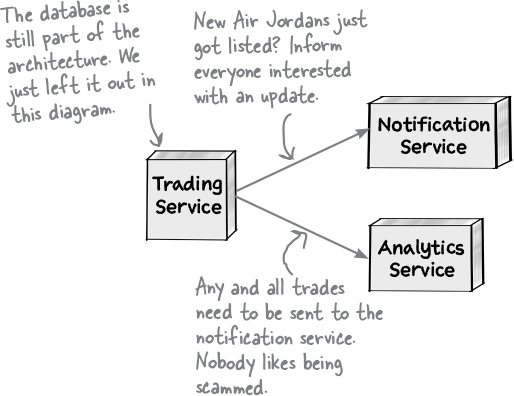 The database is
still part of the
architecture. We
just left it out in
this diagram.
New Air Jordans just
got listed? Inform
everyone interested
with an update.
Notification
Service
Trading
Service
Analytics
Service
Any and all trades
need to be sent to the
notification service.
Nobody likes being
scammed.